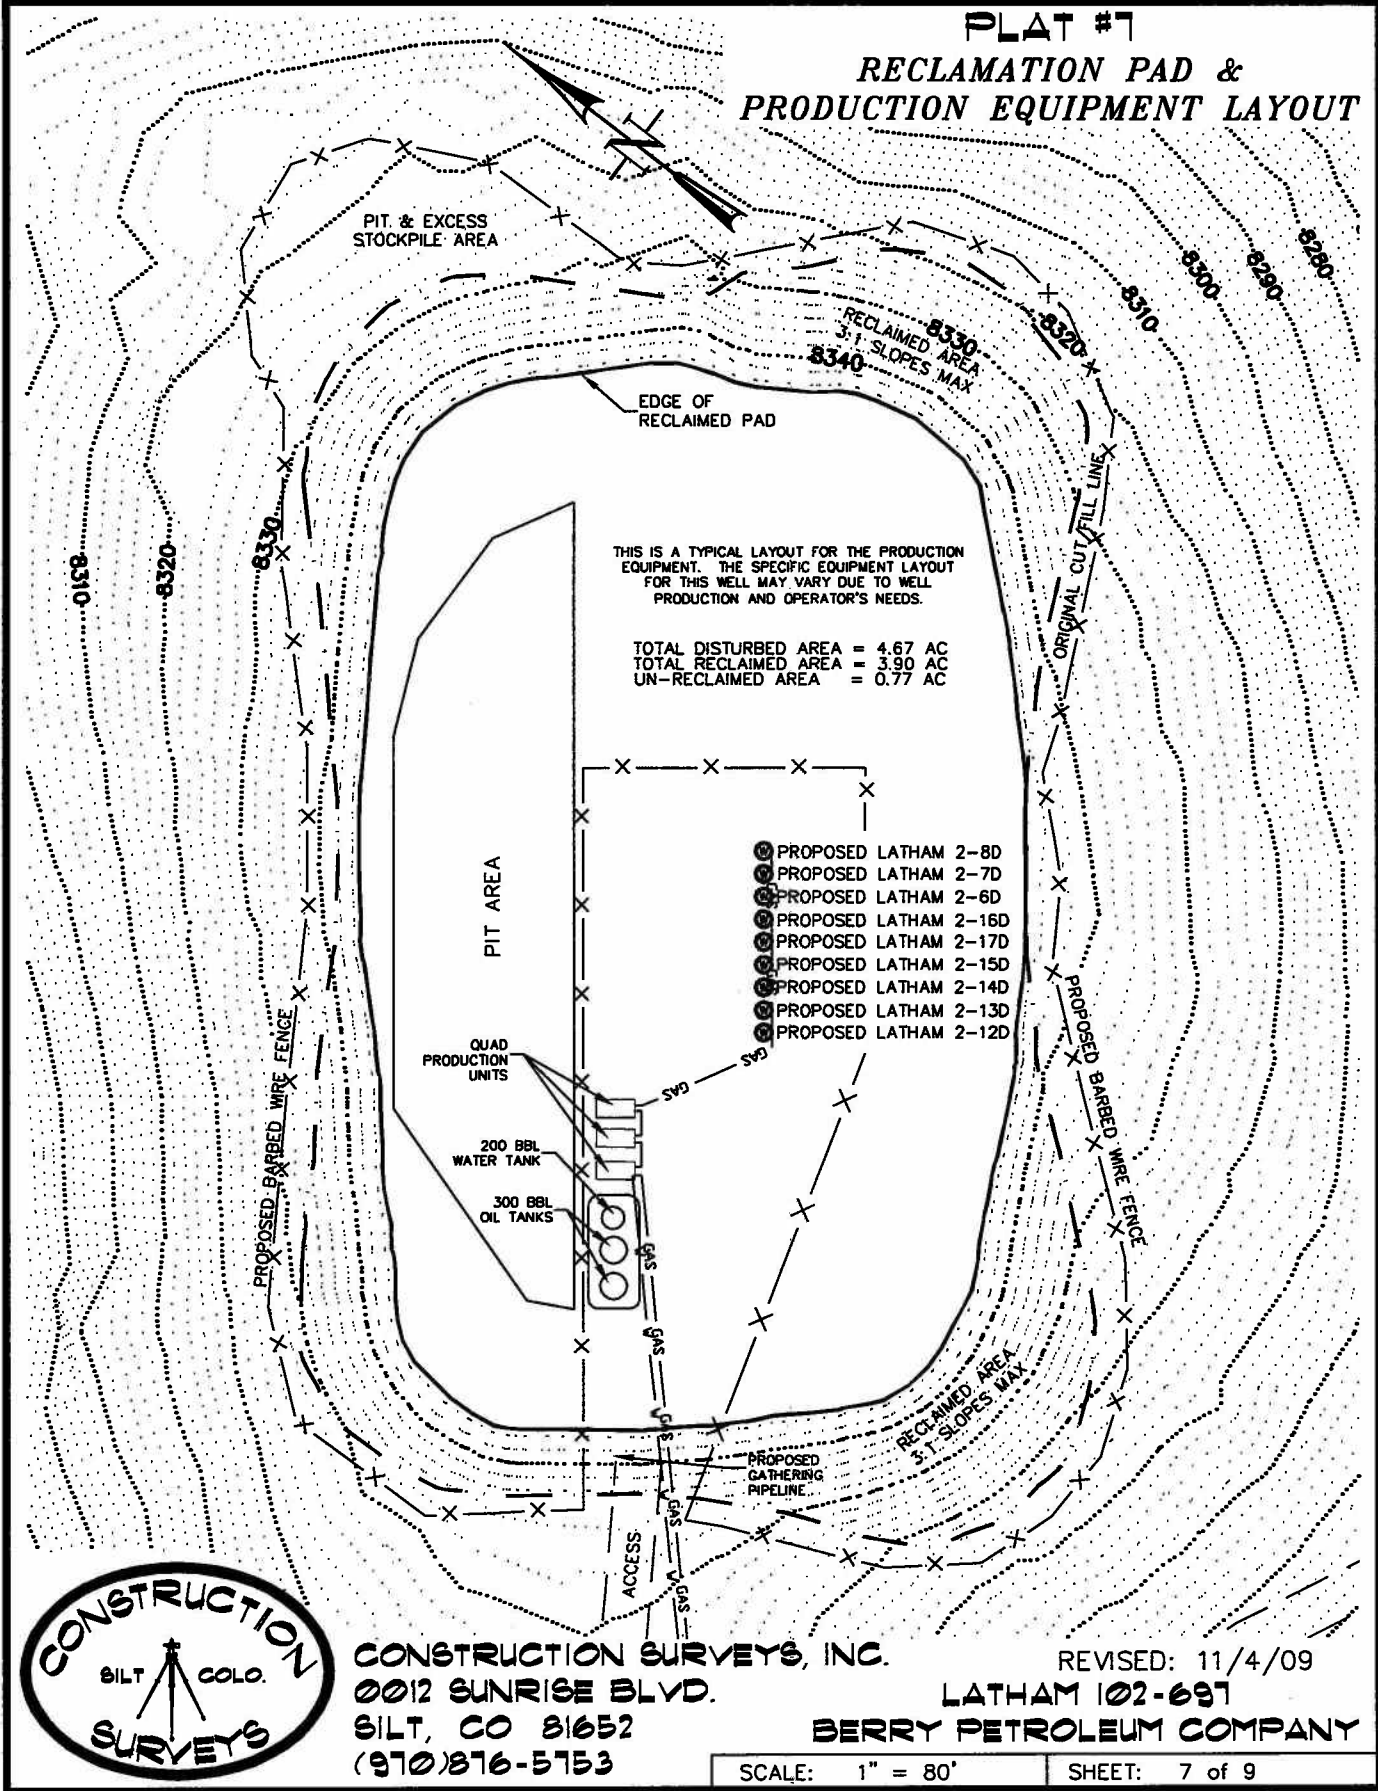 PLAT #7
RECLAMATION PAD &
PRODUCTION EQUIPMENT LAYOUT
PIT & EXCESS
STOCKPILE AREA
8280
8290
8300
8310
8320
8330
8340
RECLAIMED AREA
3:1 SLOPES MAX
EDGE OF
RECLAIMED PAD
ORIGINAL CUT/FILL LINE
8310
8320
8330
THIS IS A TYPICAL LAYOUT FOR THE PRODUCTION
EQUIPMENT. THE SPECIFIC EQUIPMENT LAYOUT
FOR THIS WELL MAY VARY DUE TO WELL
PRODUCTION AND OPERATOR'S NEEDS.
TOTAL DISTURBED AREA = 4.67 AC
TOTAL RECLAIMED AREA = 3.90 AC
UN-RECLAIMED AREA = 0.77 AC
PIT AREA
PROPOSED LATHAM 2-8D
PROPOSED LATHAM 2-7D
PROPOSED LATHAM 2-6D
PROPOSED LATHAM 2-16D
PROPOSED LATHAM 2-17D
PROPOSED LATHAM 2-15D
PROPOSED LATHAM 2-14D
PROPOSED LATHAM 2-13D
PROPOSED LATHAM 2-12D
PROPOSED BARBED WIRE FENCE
PROPOSED BARBED WIRE FENCE
QUAD
PRODUCTION
UNITS
GAS
GAS
200 BBL
WATER TANK
300 BBL
OIL TANKS
GAS
GAS
GAS
GAS
GAS
RECLAIMED AREA
3:1 SLOPES MAX
PROPOSED
GATHERING
PIPELINE
ACCESS
CONSTRUCTION
SILT COLO.
SURVEYS
CONSTRUCTION SURVEYS, INC.
0012 SUNRISE BLVD.
SILT, CO 81652
(970)876-5753
REVISED: 11/4/09
LATHAM 102-697
BERRY PETROLEUM COMPANY
SCALE: 1" = 80'
SHEET: 7 of 9